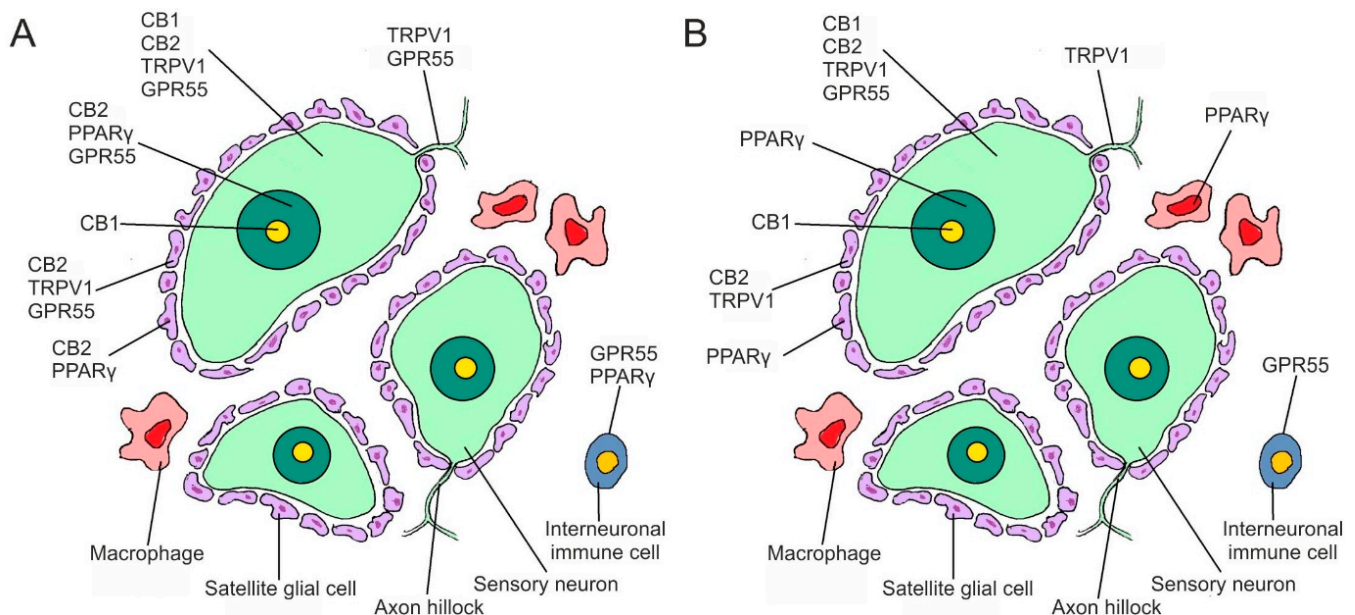 A
CB1
CB2
TRPV1
GPR55
TRPV1
GPR55
CB2
PPARγ
GPR55
CB1
CB2
TRPV1
GPR55
CB2
PPARγ
GPR55
PPARγ
Macrophage
Satellite glial cell
Axon hillock
Sensory neuron
Interneuronal
immune cell
B
CB1
CB2
TRPV1
GPR55
TRPV1
PPARγ
PPARγ
CB1
CB2
TRPV1
PPARγ
GPR55
Macrophage
Satellite glial cell
Axon hillock
Sensory neuron
Interneuronal
immune cell